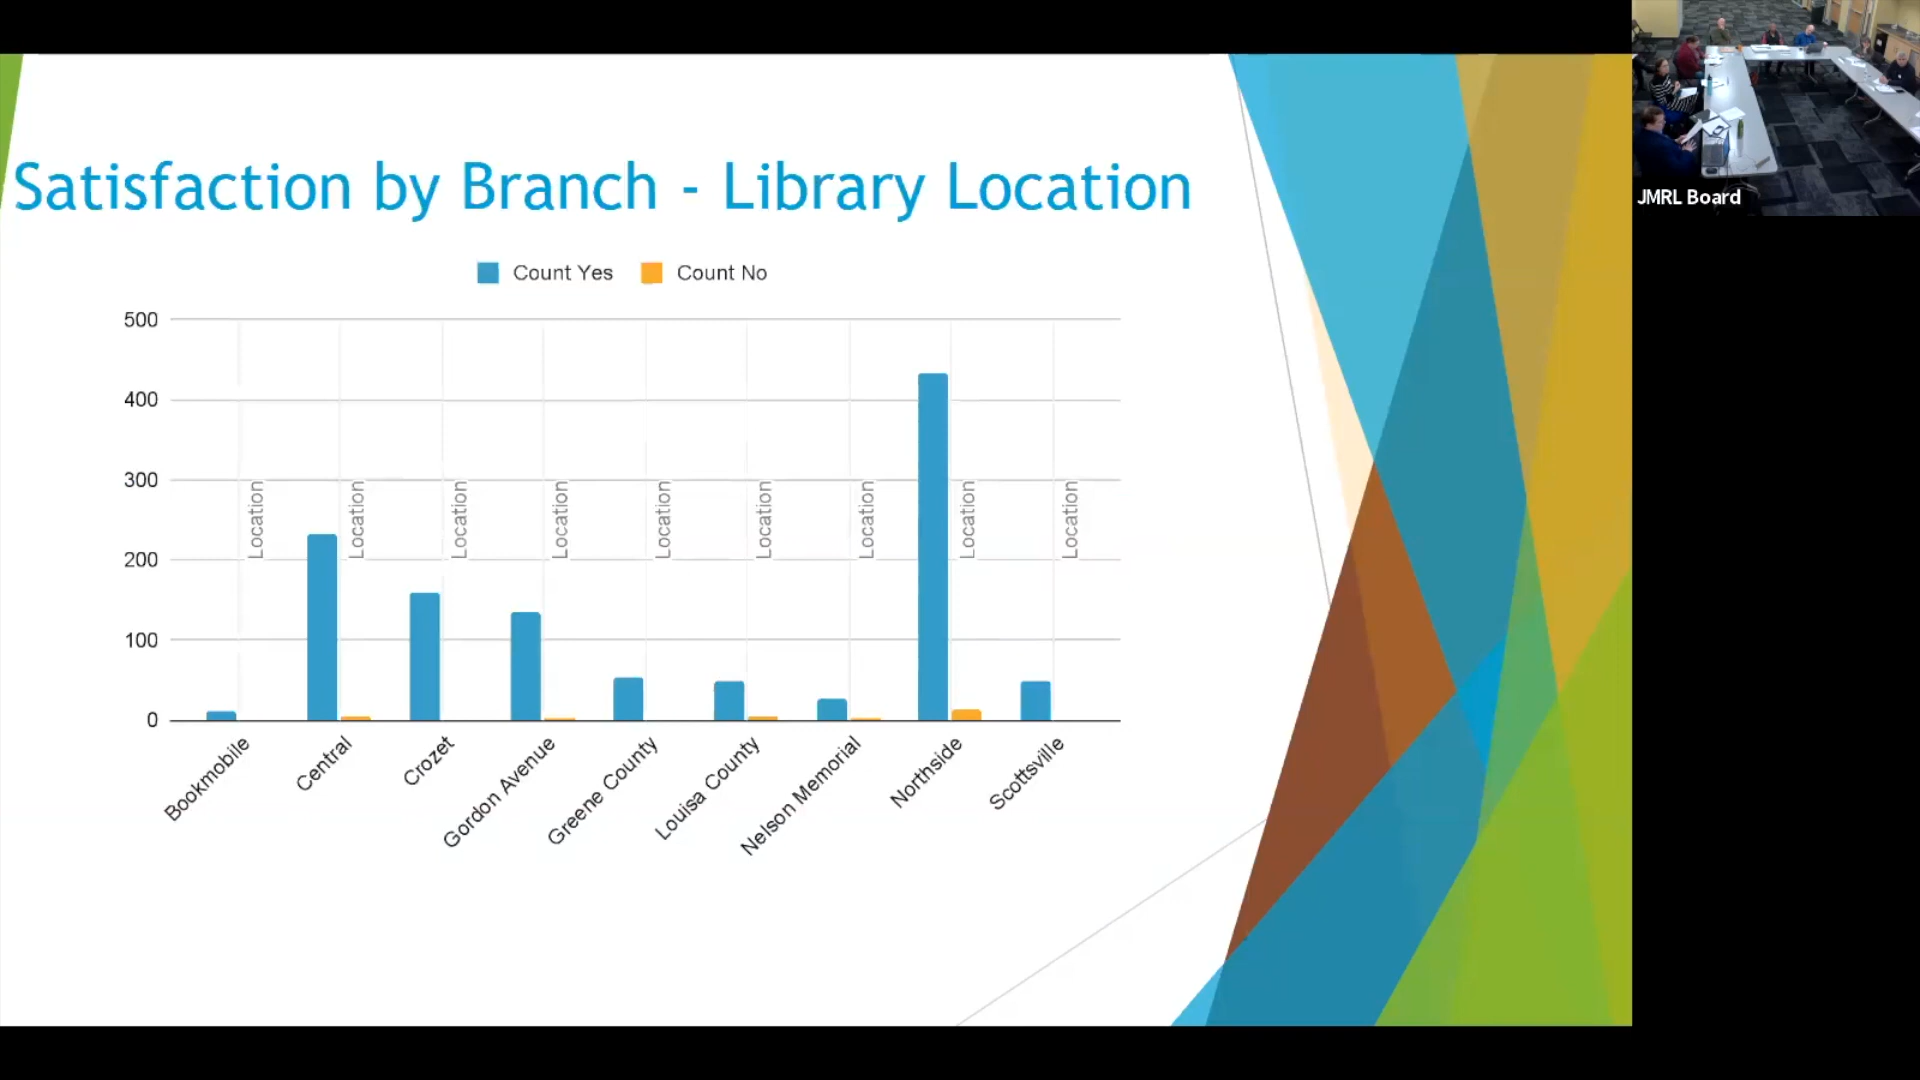 Satisfaction by Branch - Library Location
Count Yes
Count No
500
400
300
200
100
0
Location
Location
Location
Location
Location
Location
Location
Location
Location
Bookmobile
Central
Crozet
Gordon Avenue
Greene County
Louisa County
Nelson Memorial
Northside
Scottsville
JMRL Board